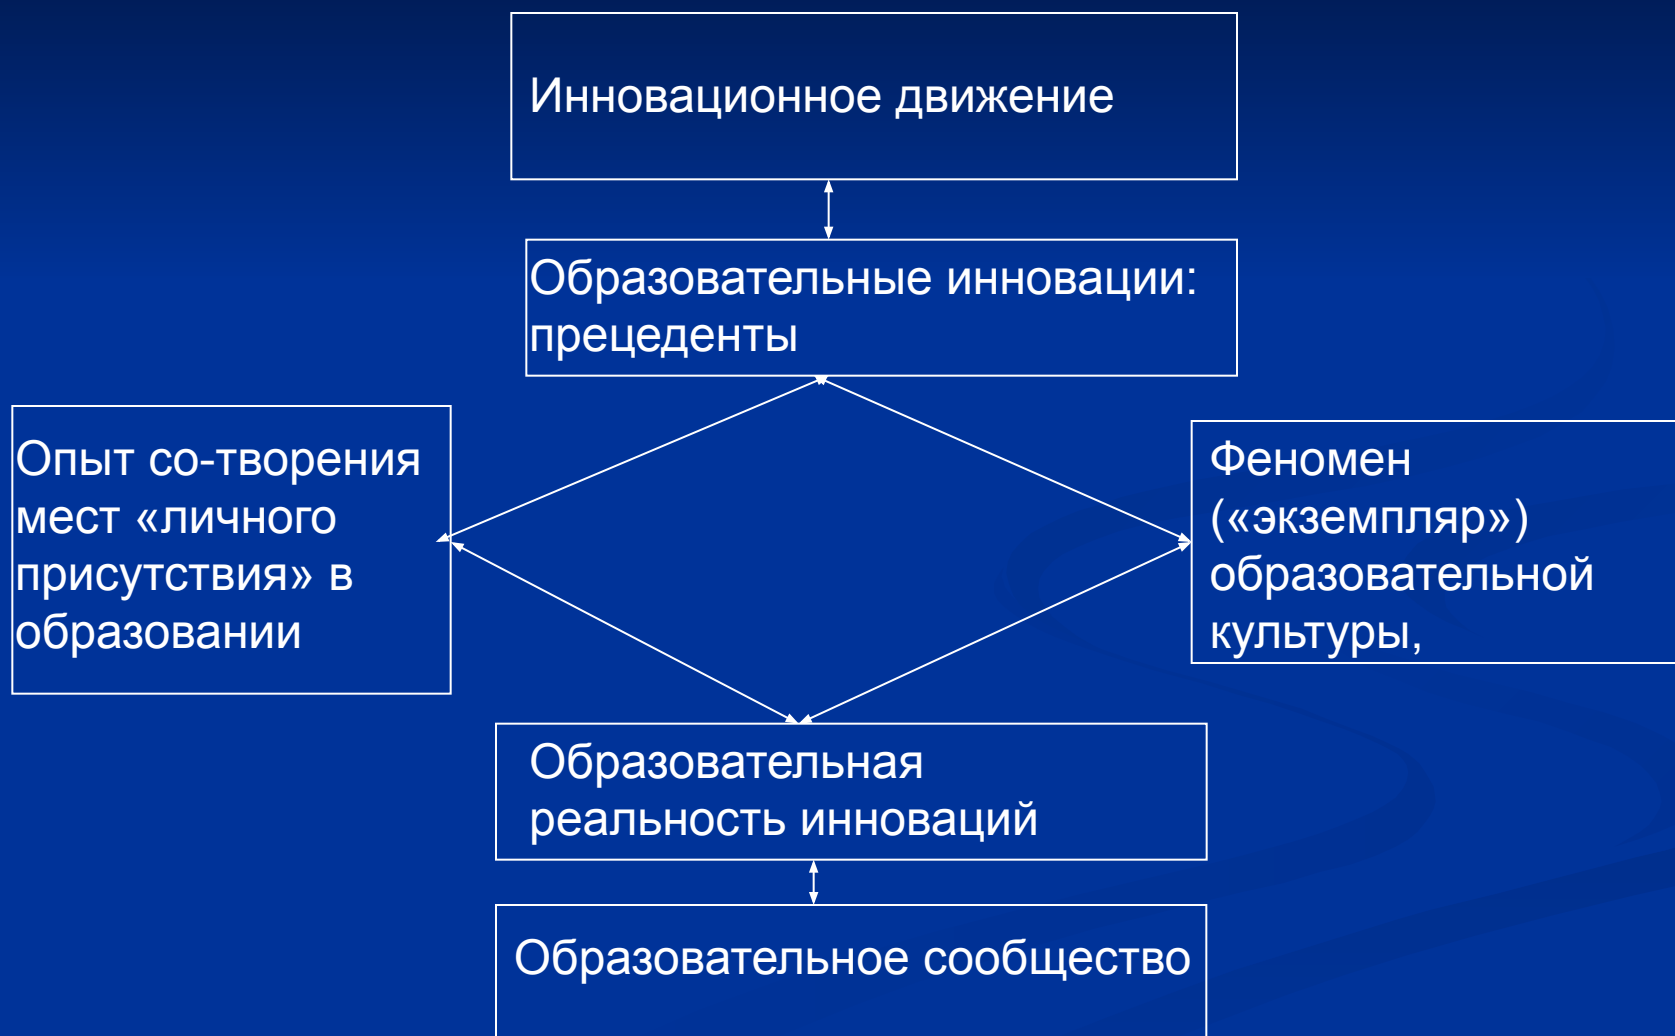 Инновационное движение
Образовательные инновации:
прецеденты
Опыт со-творения
мест «личного
присутствия» в
образовании
Феномен
(«экземпляр»)
образовательной
культуры,
Образовательная
реальность инноваций
Образовательное сообщество